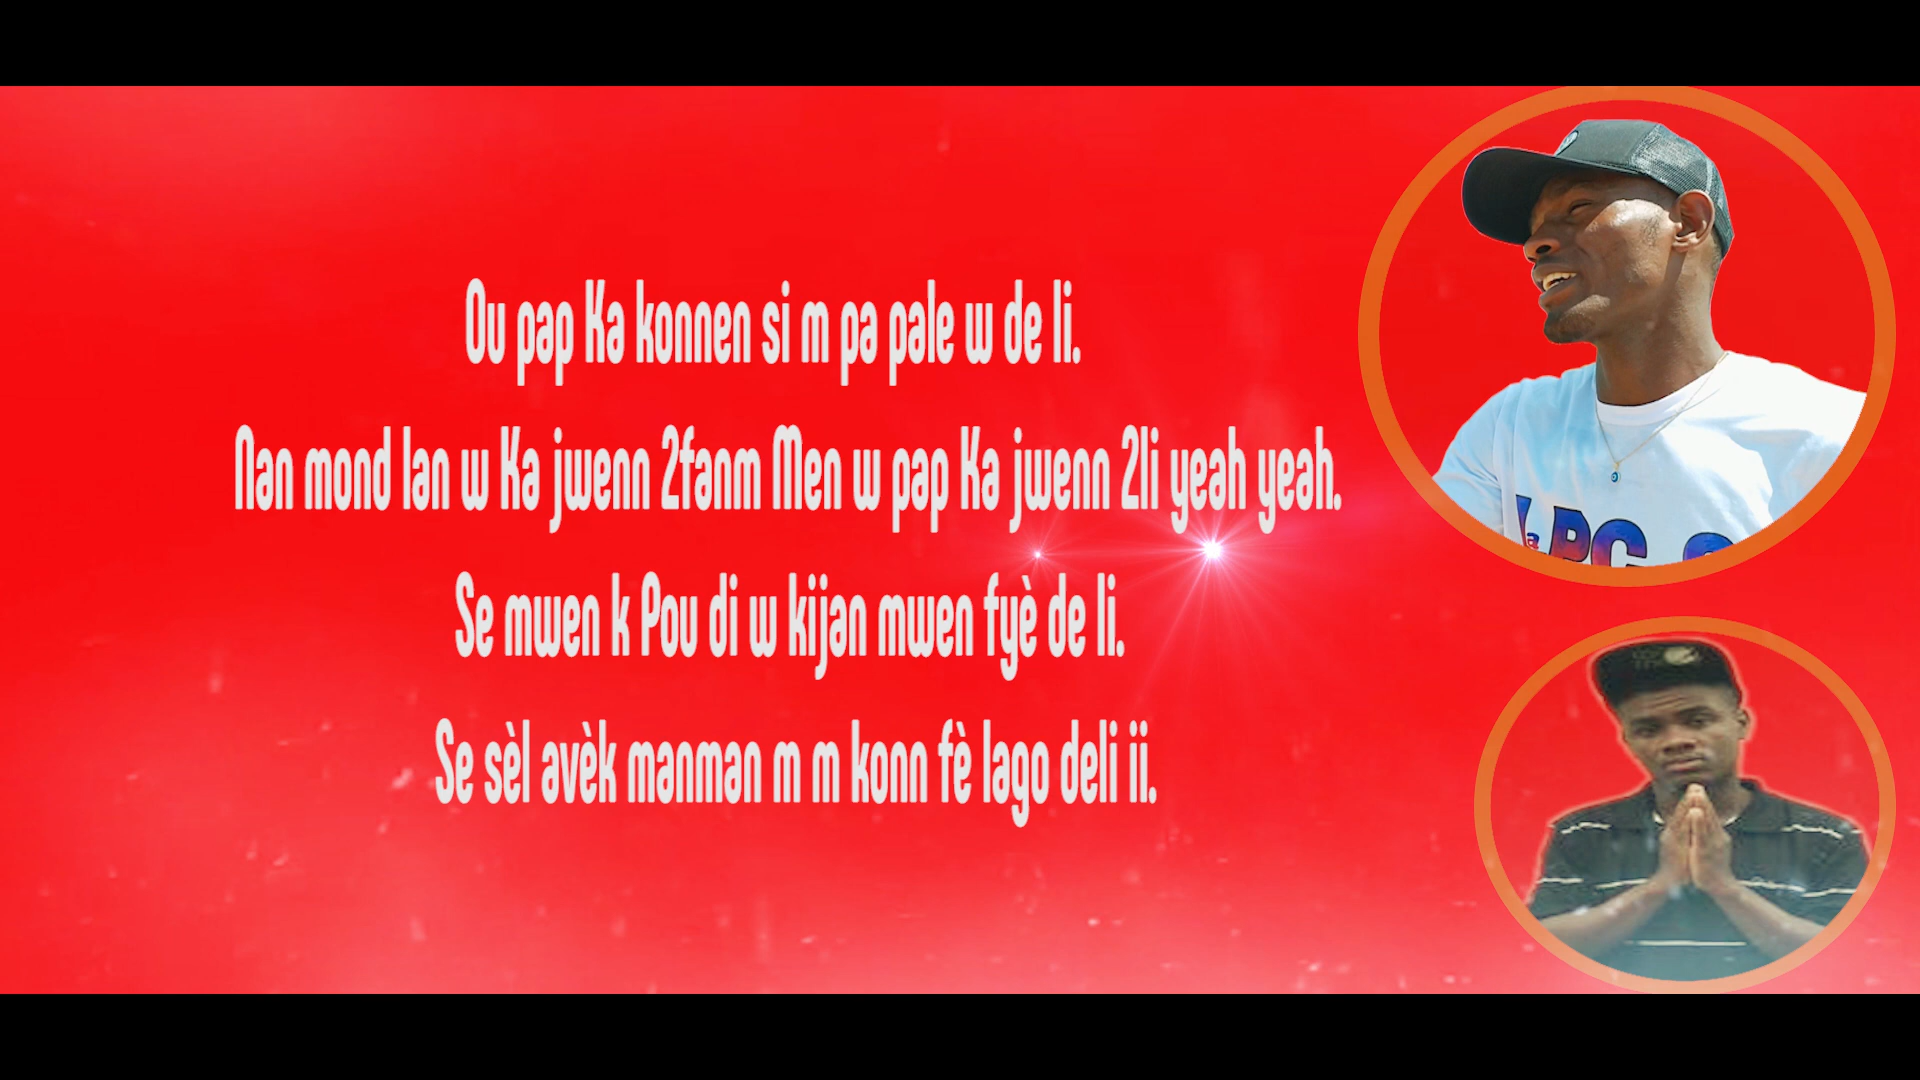 Ou pap Ka konnen si m pa pale w de li.
Nan mond lan w Ka jwenn 2fanm Men w pap Ka jwenn 2li yeah yeah.
Se mwen k Pou di w kijan mwen fyè de li.
Se sèl avèk manman m m konn fè lago deli ii.